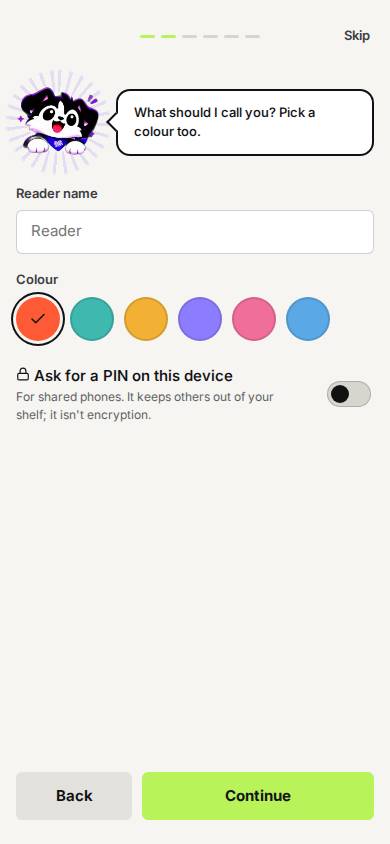 Skip
What should I call you? Pick a
colour too.
Reader name
Reader
Colour
Ask for a PIN on this device
For shared phones. It keeps others out of your
shelf; it isn't encryption.
Back
Continue